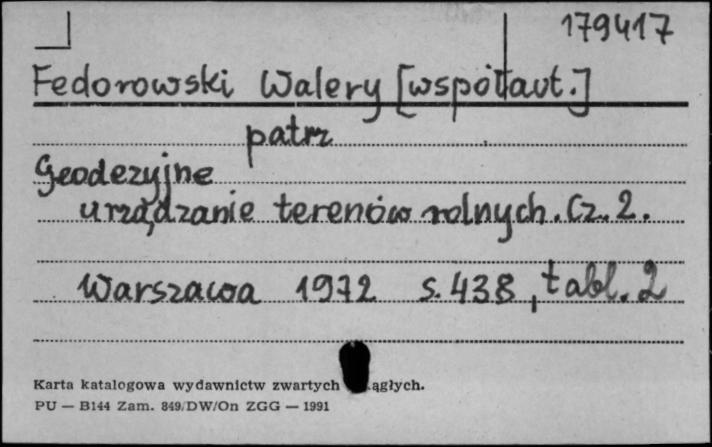 179417
Fedorowski Walery [współaut.]
patrz
Geodezyjne
urządzanie terenów rolnych. Cz. 2.
Warszawa 1972 s. 438, tabl. 2
Karta katalogowa wydawnictw zwartych ągłych.
PU — B144 Zam. 849/DW/On ZGG — 1991